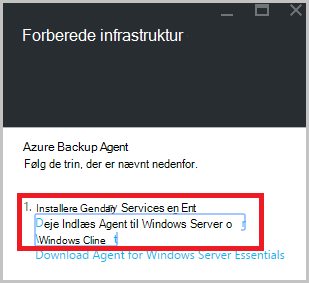 Forberede infrastruktur
Azure Backup Agent
Følg de trin, der er nævnt nedenfor.
1. Installere Services en Ent
Deje Indlæs Agent til Windows Server o
Windows Cline
Download Agent for Windows Server Essentials